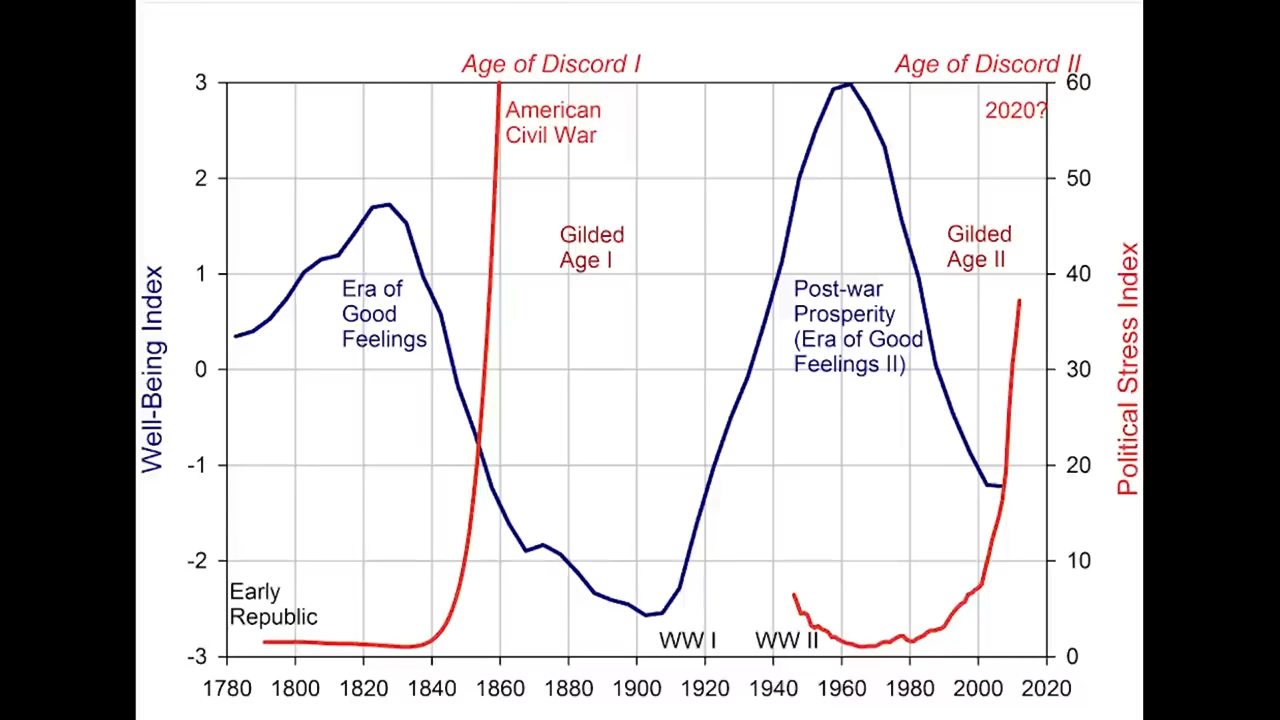 Age of Discord I
Age of Discord II
3
60
American
Civil War
2020?
2
50
Gilded
Age I
Gilded
Age II
1
40
Era of
Good
Feelings
Post-war
Prosperity
(Era of Good
Feelings II)
Well-Being Index
Political Stress Index
0
30
-1
20
-2
10
Early
Republic
WW I
WW II
-3
0
1780 1800 1820 1840 1860 1880 1900 1920 1940 1960 1980 2000 2020